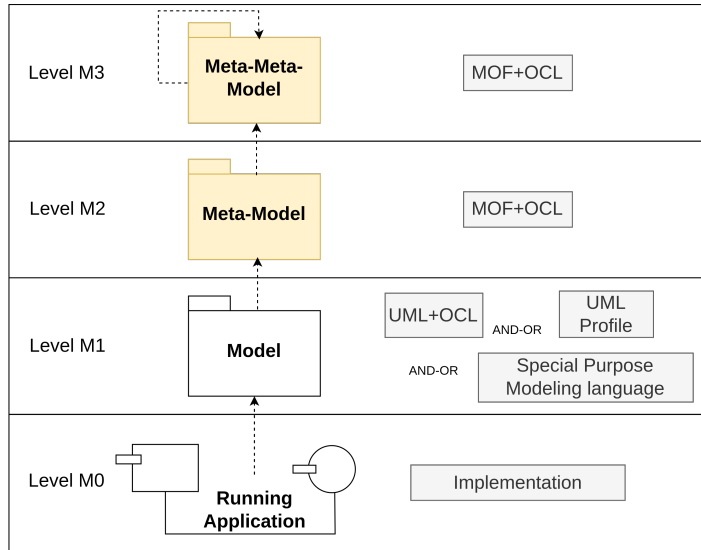 Level M3
Meta-Meta-
Model
MOF+OCL
Level M2
Meta-Model
MOF+OCL
Level M1
Model
UML+OCL
AND-OR
UML
Profile
AND-OR
Special Purpose
Modeling language
Level M0
Running
Application
Implementation